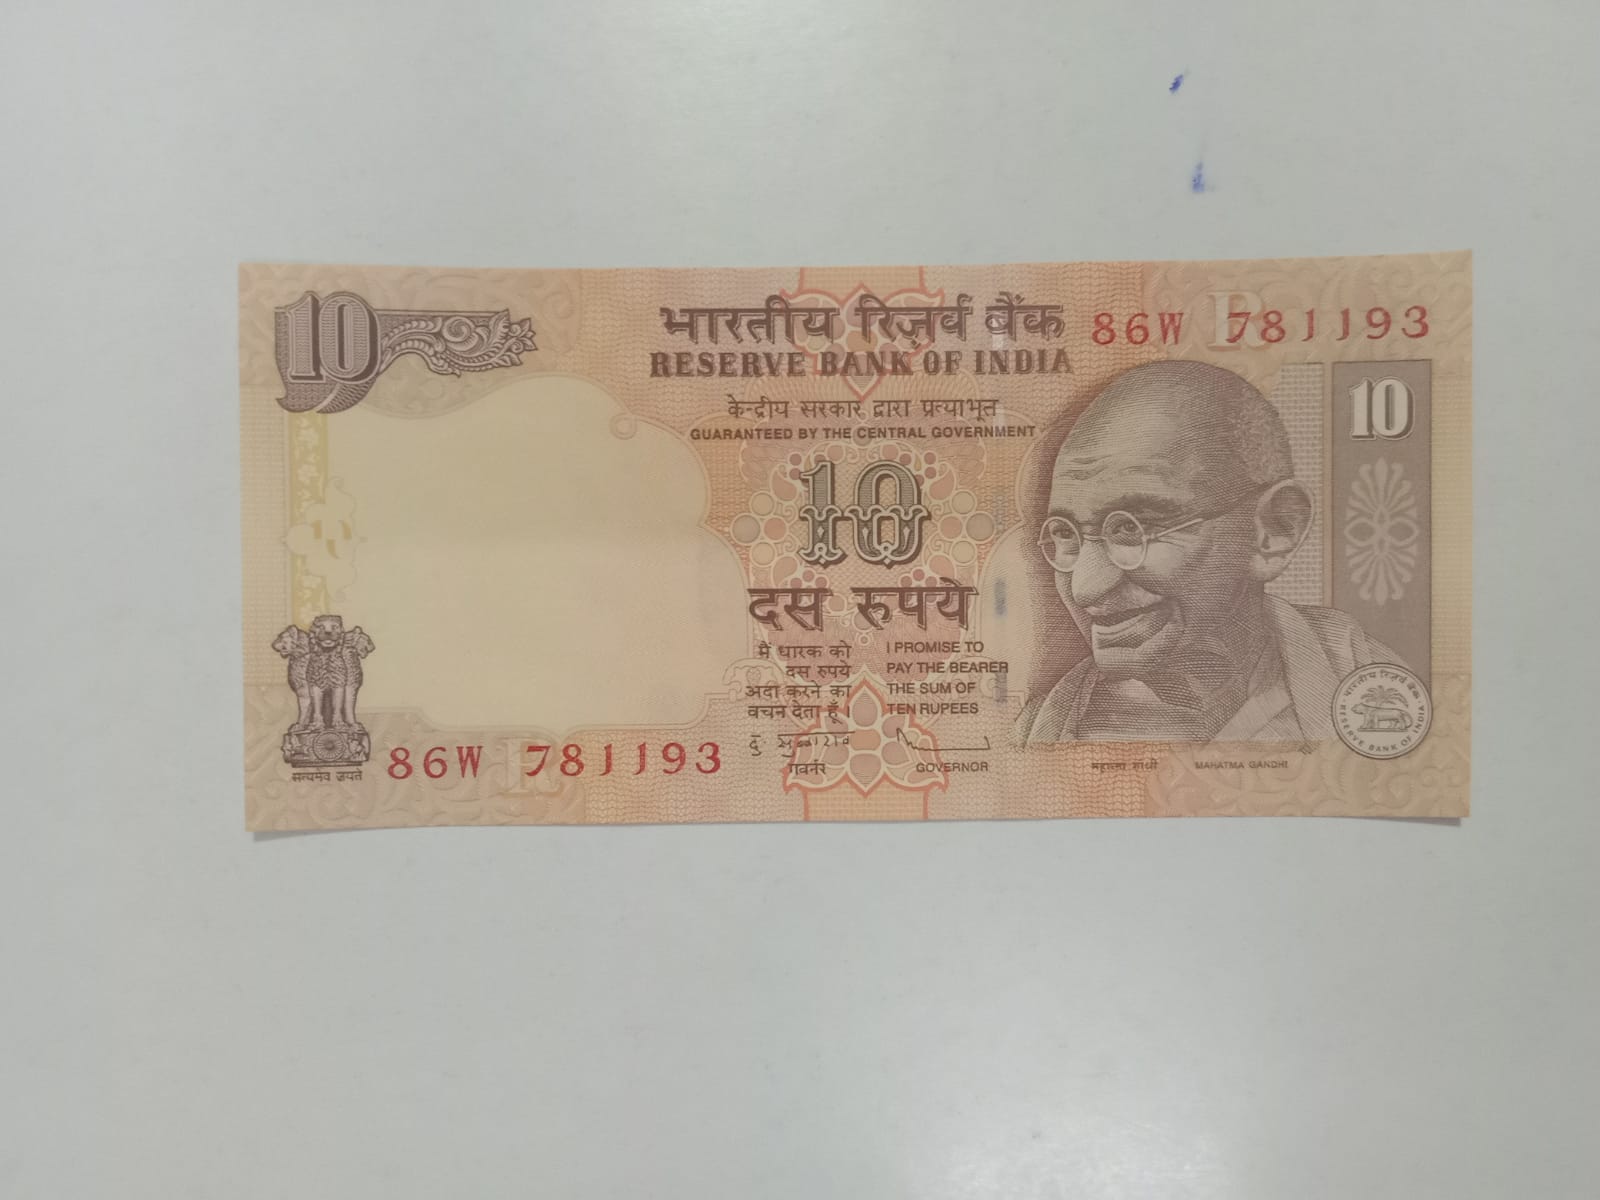 10
भारतीय रिज़र्व बैंक
RESERVE BANK OF INDIA
86W 781193
10
केन्द्रीय सरकार द्वारा प्रत्याभूत
GUARANTEED BY THE CENTRAL GOVERNMENT
10
दस रुपये
मैं धारक को
दस रुपये
अदा करने का
वचन देता हूँ।
I PROMISE TO
PAY THE BEARER
THE SUM OF
TEN RUPEES
गवर्नर
GOVERNOR
सत्यमेव जयते
86W 781193
महात्मा गांधी
MAHATMA GANDHI
भारतीय रिज़र्व बैंक
RESERVE BANK OF INDIA